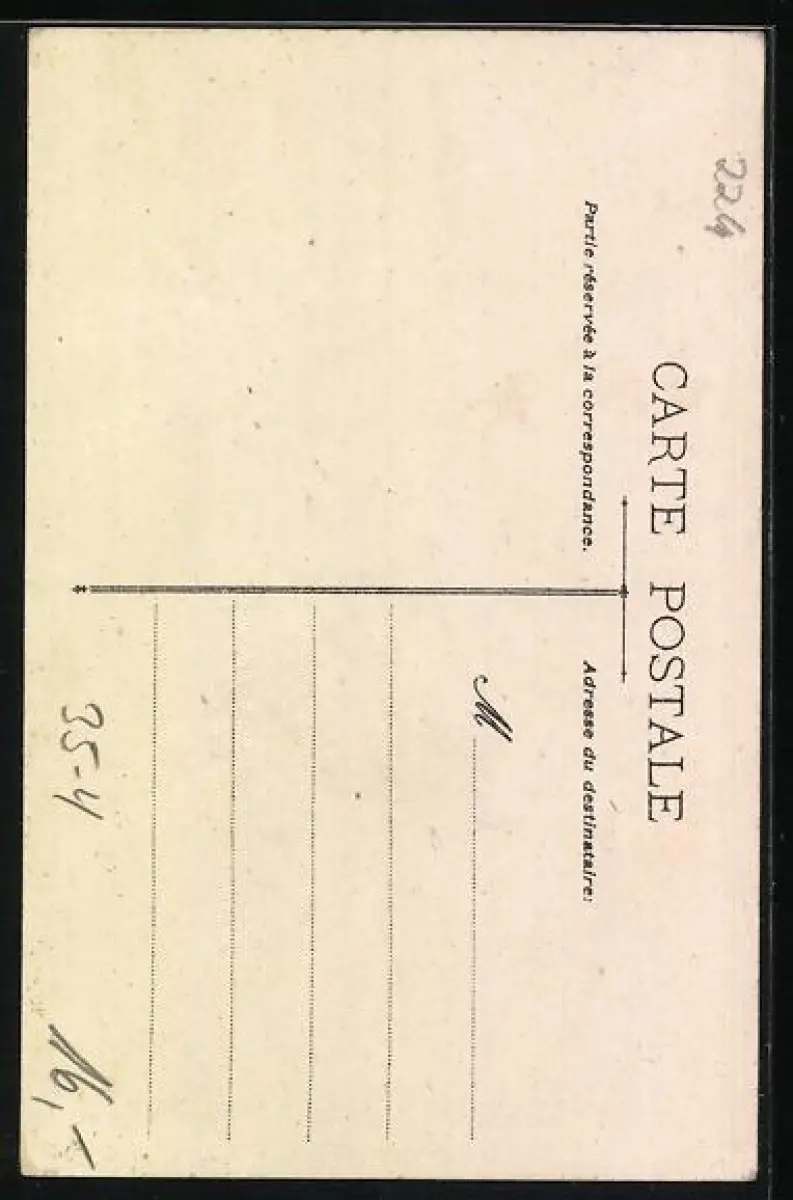 224
CARTE POSTALE
Partie réservée à la correspondance.
Adresse du destinataire:
M
35-4
16,-